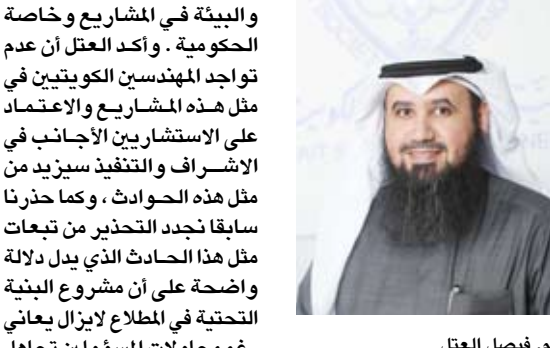 والبيئة في المشاريع وخاصة
الحكومية . وأكد العتل أن عدم
تواجد المهندسين الكويتيين في
مثل هذه المشاريع والاعتماد
على الاستشاريين الأجانب في
الاشراف والتنفيذ سيزيد من
مثل هذه الحوادث ، وكما حذرنا
سابقا نجدد التحذير من تبعات
مثل هذا الحادث الذي يدل دلالة
واضحة على أن مشروع البنية
التحتية في المطلاع لايزال يعاني
فيصل العتل